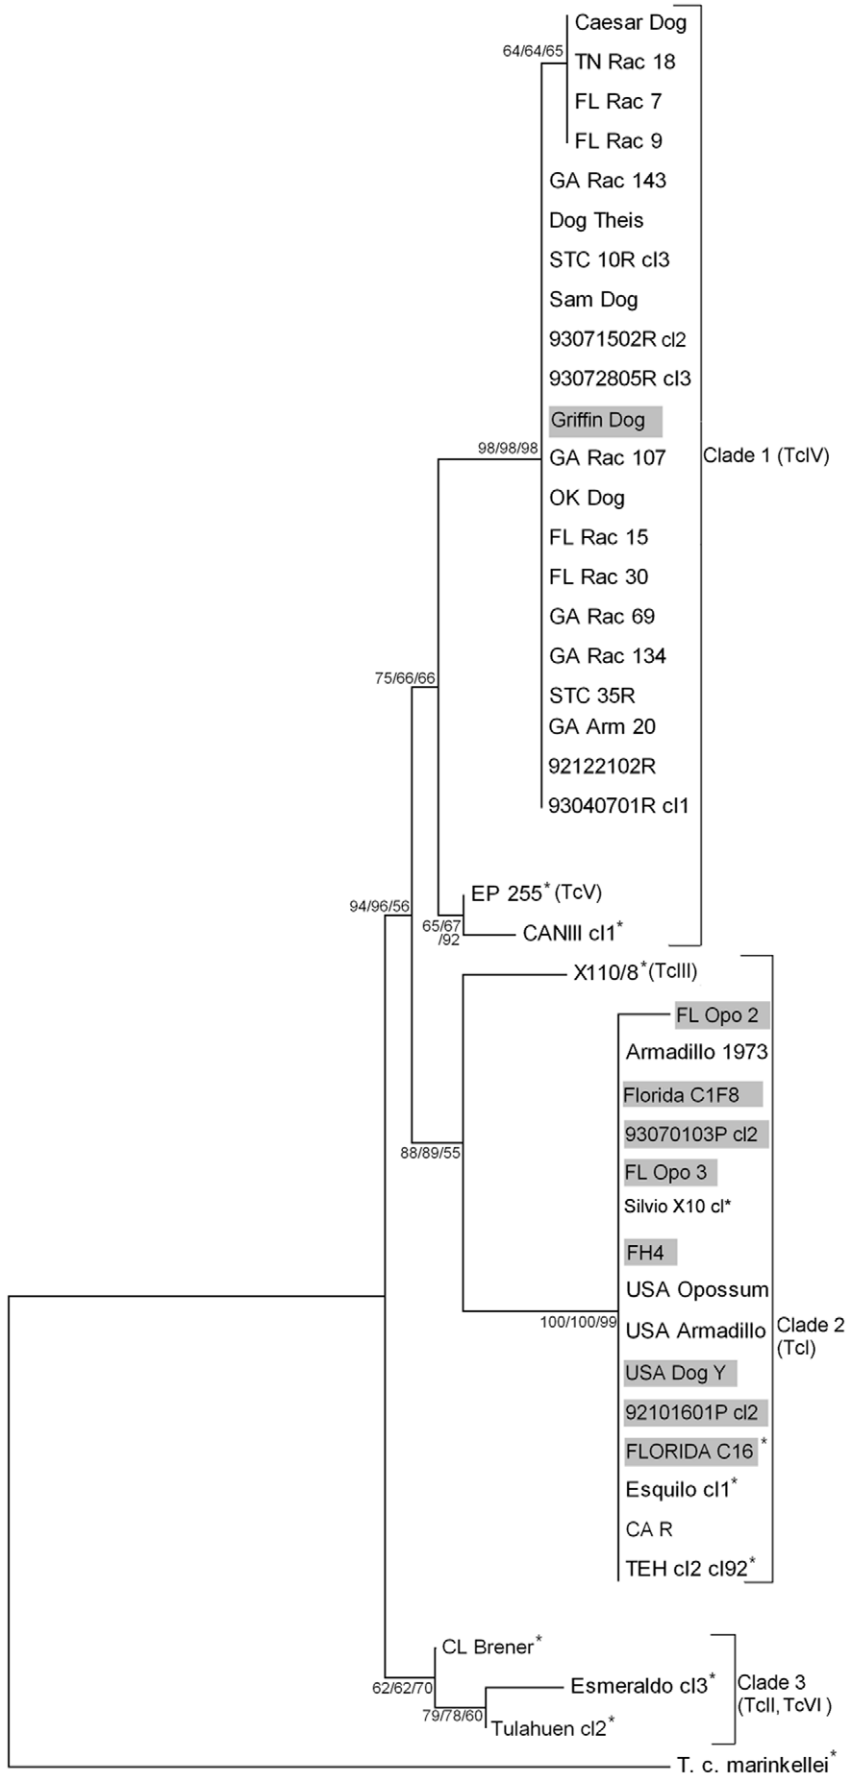 Caesar Dog
64/64/65
TN Rac 18
FL Rac 7
FL Rac 9
GA Rac 143
Dog Theis
STC 10R cl3
Sam Dog
93071502R cl2
93072805R cl3
Griffin Dog
98/98/98
GA Rac 107
Clade 1 (TcIV)
OK Dog
FL Rac 15
FL Rac 30
GA Rac 69
GA Rac 134
75/66/66
STC 35R
GA Arm 20
92122102R
93040701R cl1
EP 255* (TcV)
94/96/56
65/67
/92
CANIII cl1*
X110/8* (TcIII)
FL Opo 2
Armadillo 1973
Florida C1F8
93070103P cl2
88/89/55
FL Opo 3
Silvio X10 cl*
FH4
USA Opossum
100/100/99
USA Armadillo
Clade 2
(TcI)
USA Dog Y
92101601P cl2
FLORIDA C16 *
Esquilo cl1*
CA R
TEH cl2 cl92*
CL Brener*
62/62/70
Esmeraldo cl3*
Clade 3
(TcII, TcVI )
79/78/60
Tulahuen cl2*
T. c. marinkellei*